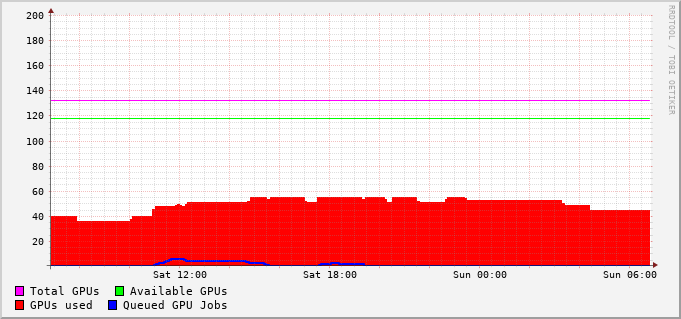 200
180
160
140
120
100
80
60
40
20
Sat 12:00 Sat 18:00 Sun 00:00 Sun 06:00
Total GPUs Available GPUs
GPUs used Queued GPU Jobs
RRDTOOL / TOBI OETIKER